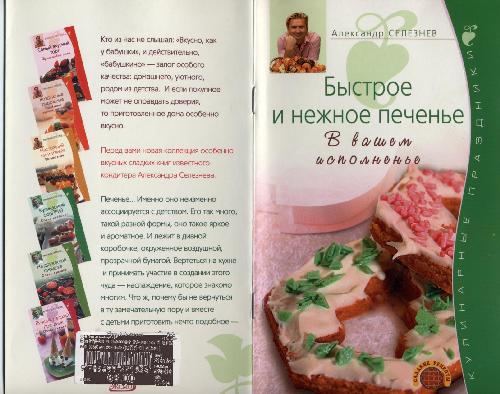 Кто из нас не слышал: «Вкусно, как
у бабушки», и действительно,
«бабушкино» — залог особого
качества: домашнего, уютного,
родом из детства. И если покупное
может не оправдать доверия,
то приготовленное дома особенно
вкусно.
Перед вами новая коллекция особенно
вкусных сладких книг известного
кондитера Александра Селезнева.
Печенье... Именно оно неизменно
ассоциируется с детством. Его так много,
такой разной формы, оно такое яркое
и ароматное. И лежит в дивной
коробочке, окруженное воздушной,
прозрачной бумагой. Вертеться на кухне
и принимать участие в создании этого
чуда — наслаждение, которое знакомо
многим. Что ж, почему бы не вернуться
в ту замечательную пору и вместе
с детьми приготовить нечто подобное —
Александр СЕЛЕЗНЕВ
Быстрое
и нежное печенье
В вашем
исполненье
КУЛИНАРНЫЕ ПРАЗДНИКИ